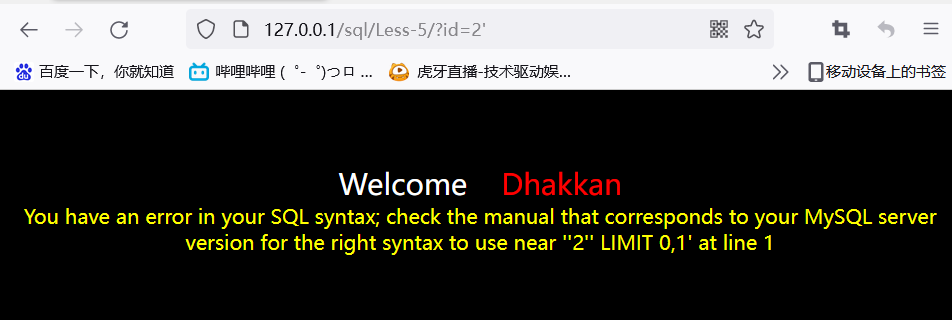 127.0.0.1/sql/Less-5/?id=2'
百度一下，你就知道 哔哩哔哩 (゜-゜)つロ ... 虎牙直播-技术驱动娱... 移动设备上的书签
Welcome Dhakkan
You have an error in your SQL syntax; check the manual that corresponds to your MySQL server
version for the right syntax to use near ''2'' LIMIT 0,1' at line 1